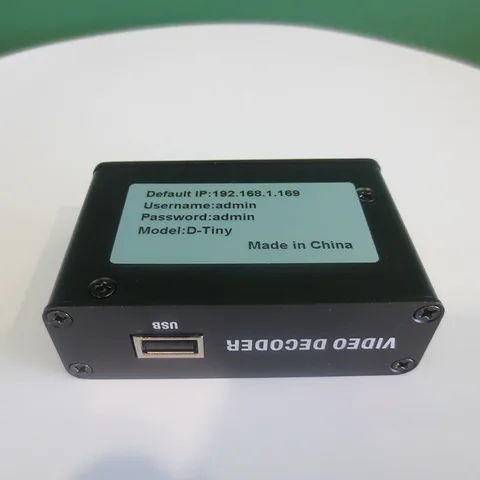 Default IP:192.168.1.169
Username:admin
Password:admin
Model:D-Tiny
Made in China
USB
VIDEO DECODER